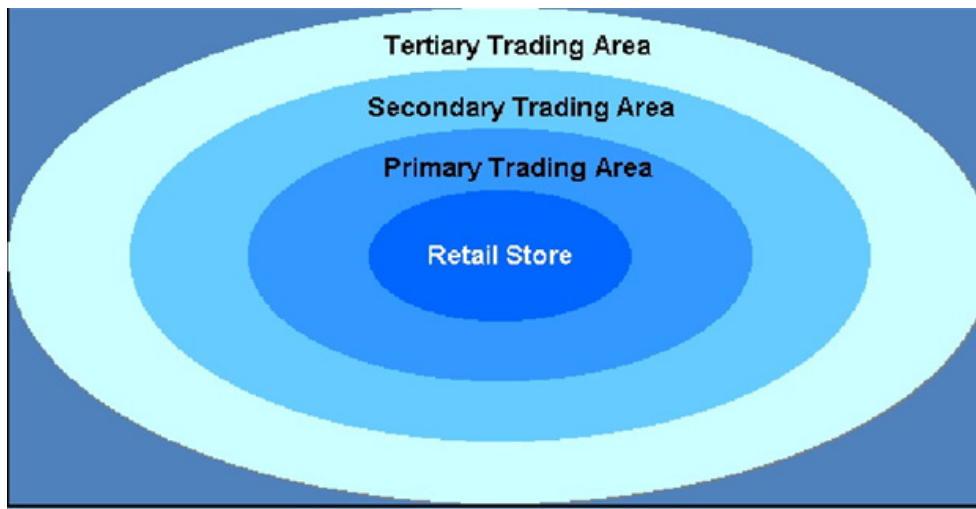 Tertiary Trading Area
Secondary Trading Area
Primary Trading Area
Retail Store